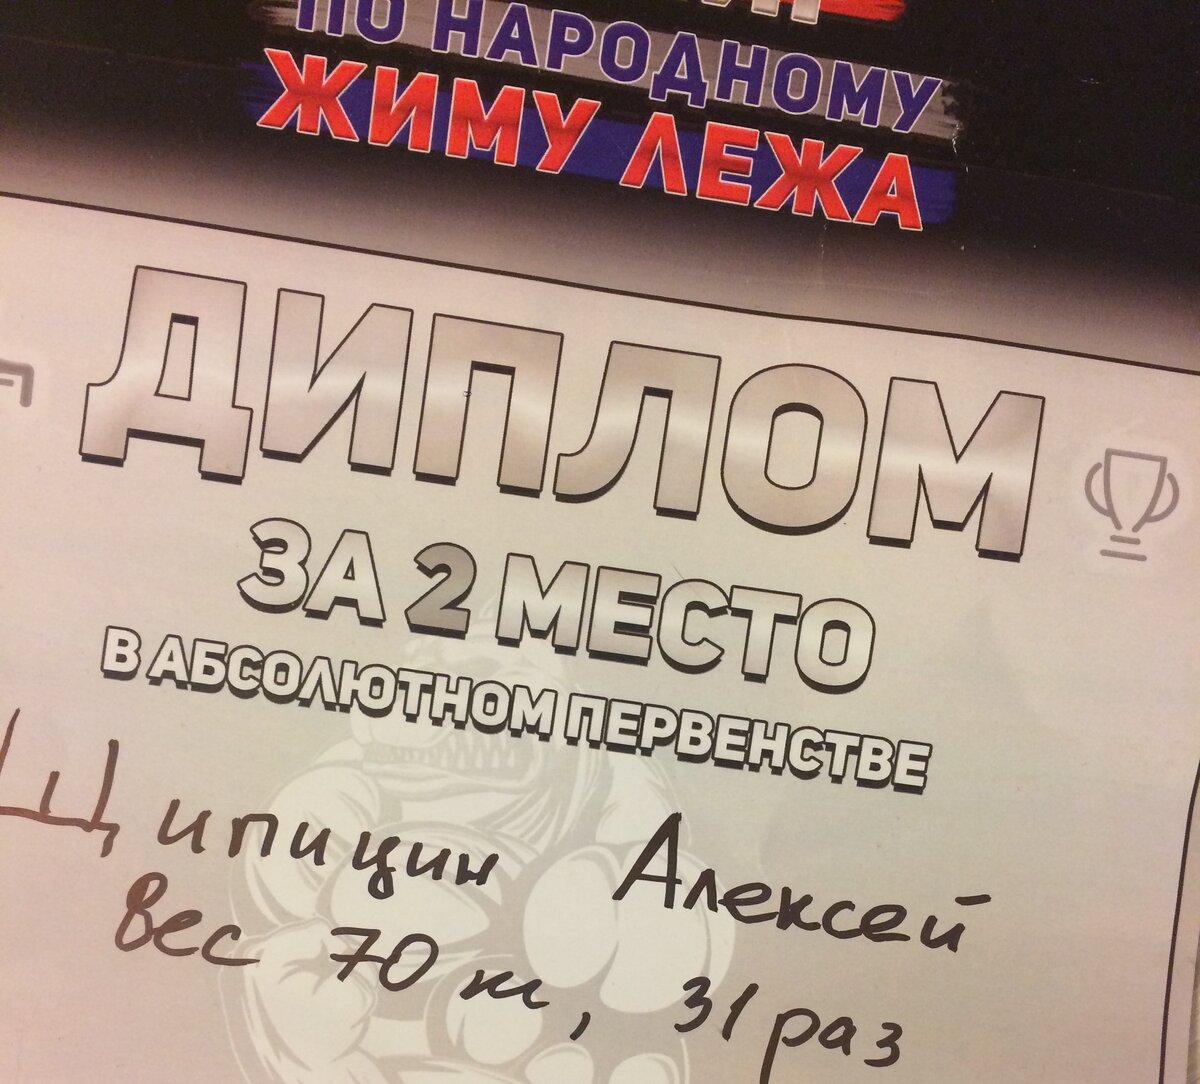 ПО НАРОДНОМУ
ЖИМУ ЛЕЖА
ДИПЛОМ
ЗА 2 МЕСТО
В АБСОЛЮТНОМ ПЕРВЕНСТВЕ
Щипицин Алексей
Вес 70 кг, 31 раз